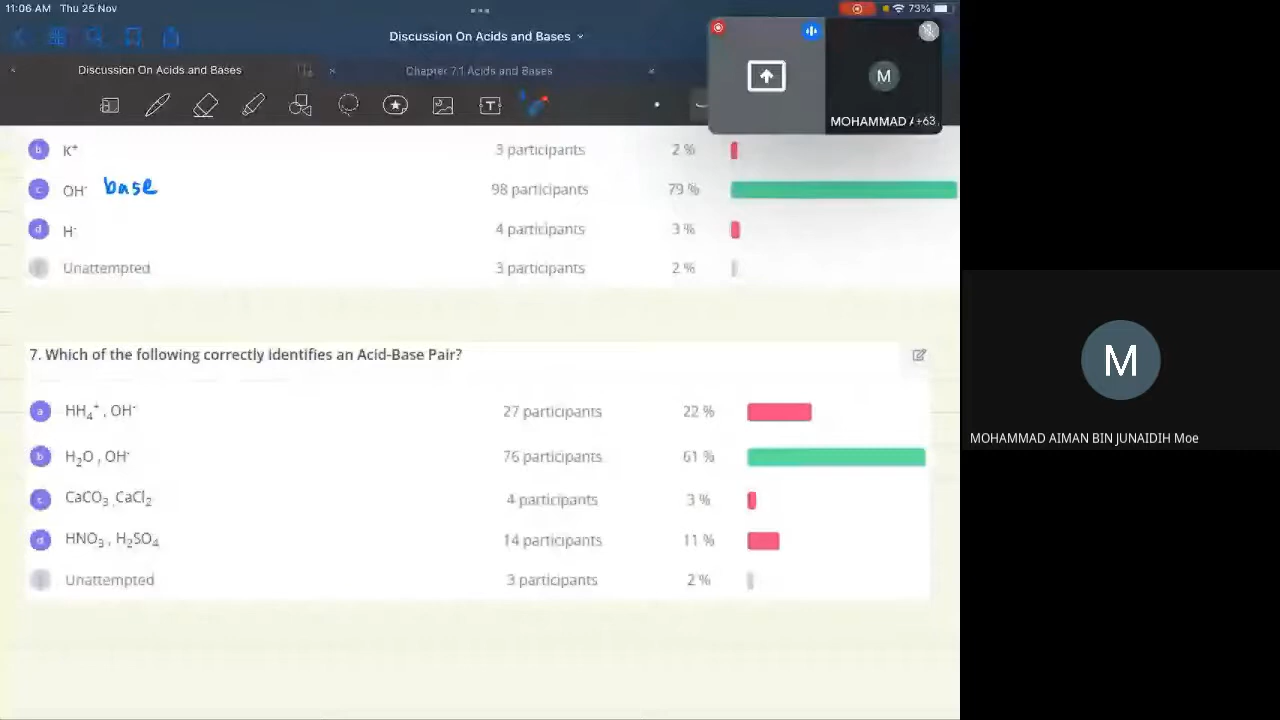 11:06 AM Thu 25 Nov
73%
Discussion On Acids and Bases
Discussion On Acids and Bases
Chapter 7.1 Acids and Bases
M
MOHAMMAD A +63
b K⁺ 3 participants 2 %
c OH⁻ base 98 participants 79 %
d H⁻ 4 participants 3 %
Unattempted 3 participants 2 %
7. Which of the following correctly identifies an Acid-Base Pair?
a HH₄⁺ , OH⁻ 27 participants 22 %
b H₂O , OH⁻ 76 participants 61 %
c CaCO₃ ,CaCl₂ 4 participants 3 %
d HNO₃ , H₂SO₄ 14 participants 11 %
Unattempted 3 participants 2 %
M
MOHAMMAD AIMAN BIN JUNAIDIH Moe